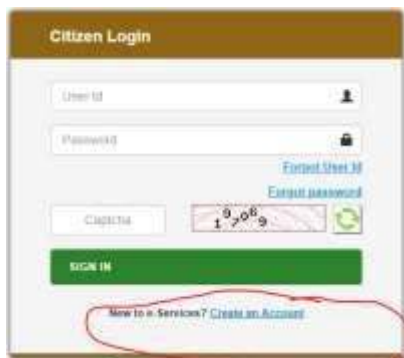 Citizen Login
User Id
Password
Forgot User Id
Forgot password
Captcha
SIGN IN
New to e-Services? Create an Account